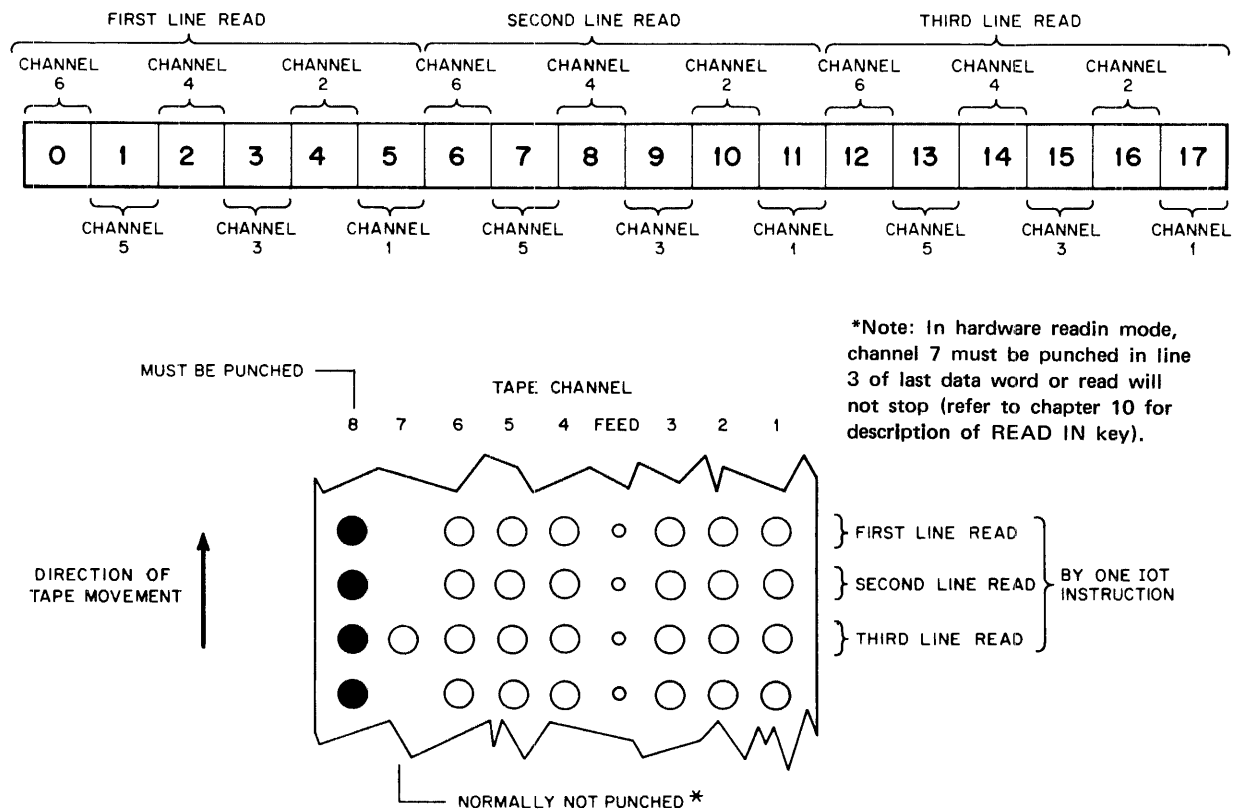 FIRST LINE READ SECOND LINE READ THIRD LINE READ
CHANNEL CHANNEL CHANNEL CHANNEL CHANNEL CHANNEL CHANNEL CHANNEL CHANNEL
6 4 2 6 4 2 6 4 2
0 1 2 3 4 5 6 7 8 9 10 11 12 13 14 15 16 17
CHANNEL CHANNEL CHANNEL CHANNEL CHANNEL CHANNEL CHANNEL CHANNEL CHANNEL
5 3 1 5 3 1 5 3 1
*Note: In hardware readin mode,
channel 7 must be punched in line
3 of last data word or read will
not stop (refer to chapter 10 for
description of READ IN key).
MUST BE PUNCHED
TAPE CHANNEL
8 7 6 5 4 FEED 3 2 1
FIRST LINE READ
SECOND LINE READ
THIRD LINE READ
BY ONE IOT
INSTRUCTION
DIRECTION OF
TAPE MOVEMENT
NORMALLY NOT PUNCHED *